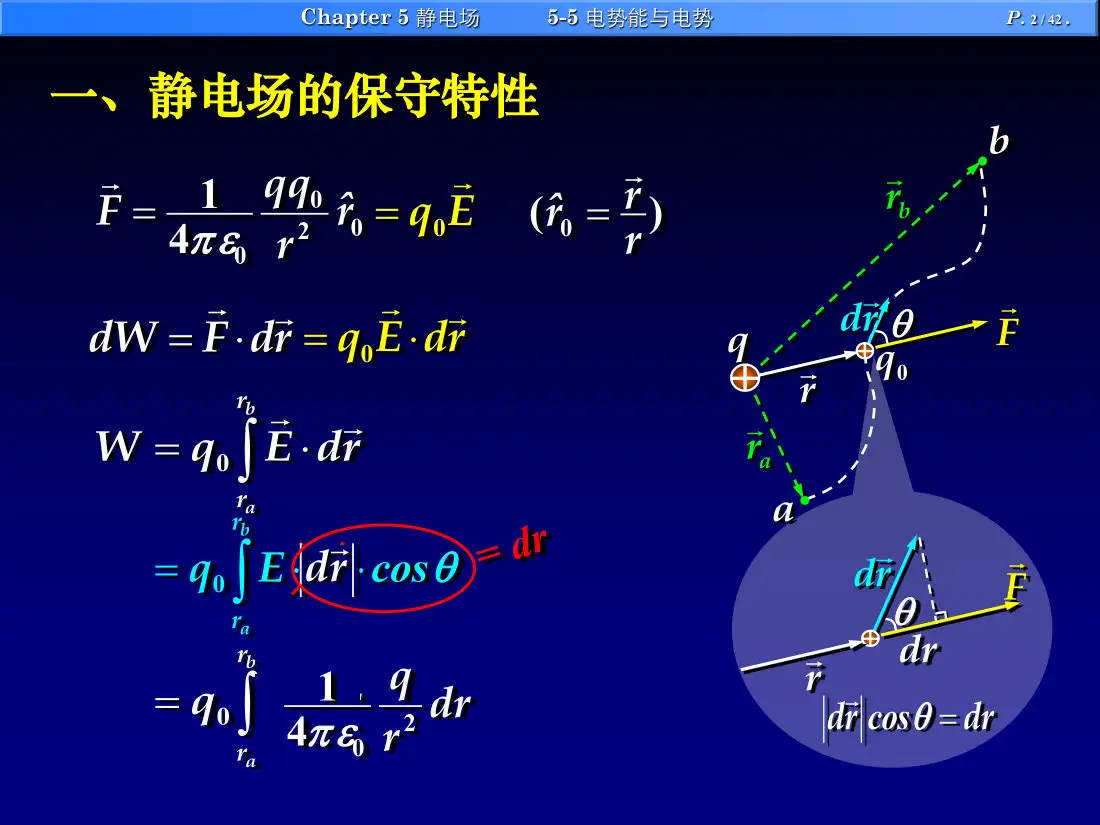 Chapter 5 静电场 5-5 电势能与电势 P. 2 / 42 .
一、静电场的保守特性
F⃗ = 1/(4πε₀) qq₀/r² r̂₀ = q₀E⃗ (r̂₀ = r⃗/r)
dW = F⃗ · dr⃗ = q₀E⃗ · dr⃗
W = q₀ ∫_{r_a}^{r_b} E⃗ · dr⃗
= q₀ ∫_{r_a}^{r_b} E · |dr⃗| · cosθ = dr
= q₀ ∫_{r_a}^{r_b} 1/(4πε₀) q/r² dr
b
r⃗_b
dr⃗ θ F⃗
q r⃗ q₀
r⃗_a
a
dr⃗ θ F⃗
r⃗ dr
|dr⃗| cosθ = dr